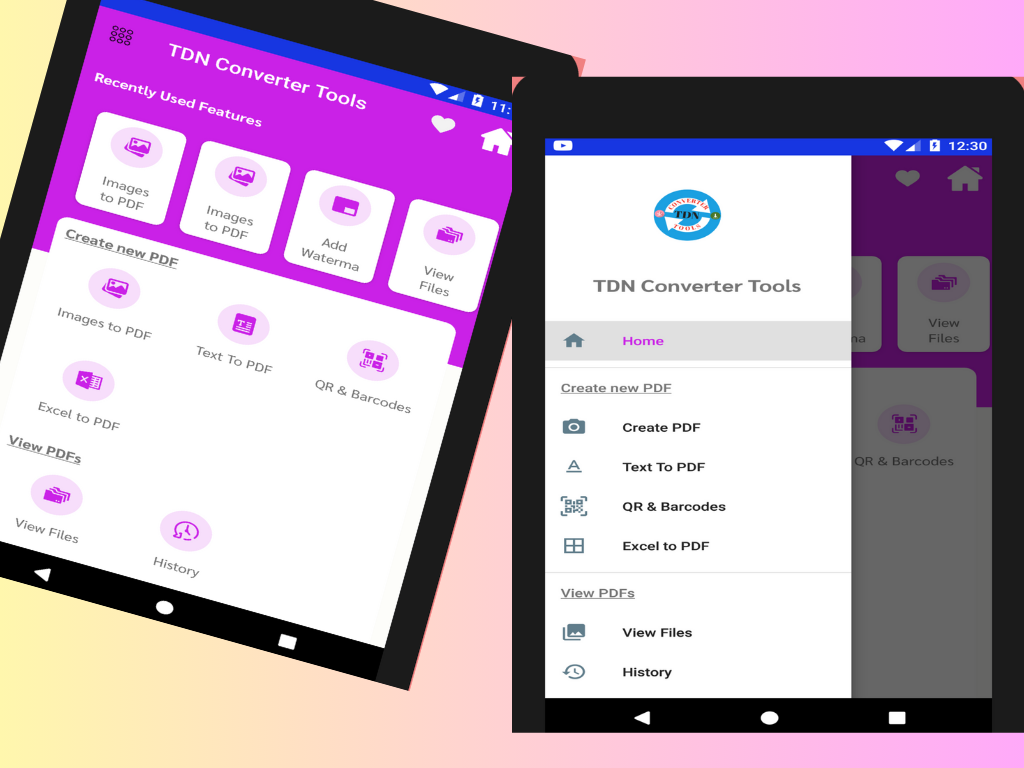 TDN Converter Tools
11:
Recently Used Features
Images
to PDF
Images
to PDF
Add
Waterma
View
Files
Create new PDF
Images to PDF
Text To PDF
QR & Barcodes
Excel to PDF
View PDFs
View Files
History
12:30
CONVERTER
TDN
TOOLS
TDN Converter Tools
Home
Create new PDF
Create PDF
Text To PDF
QR & Barcodes
Excel to PDF
View PDFs
View Files
History
na
View
Files
QR & Barcodes